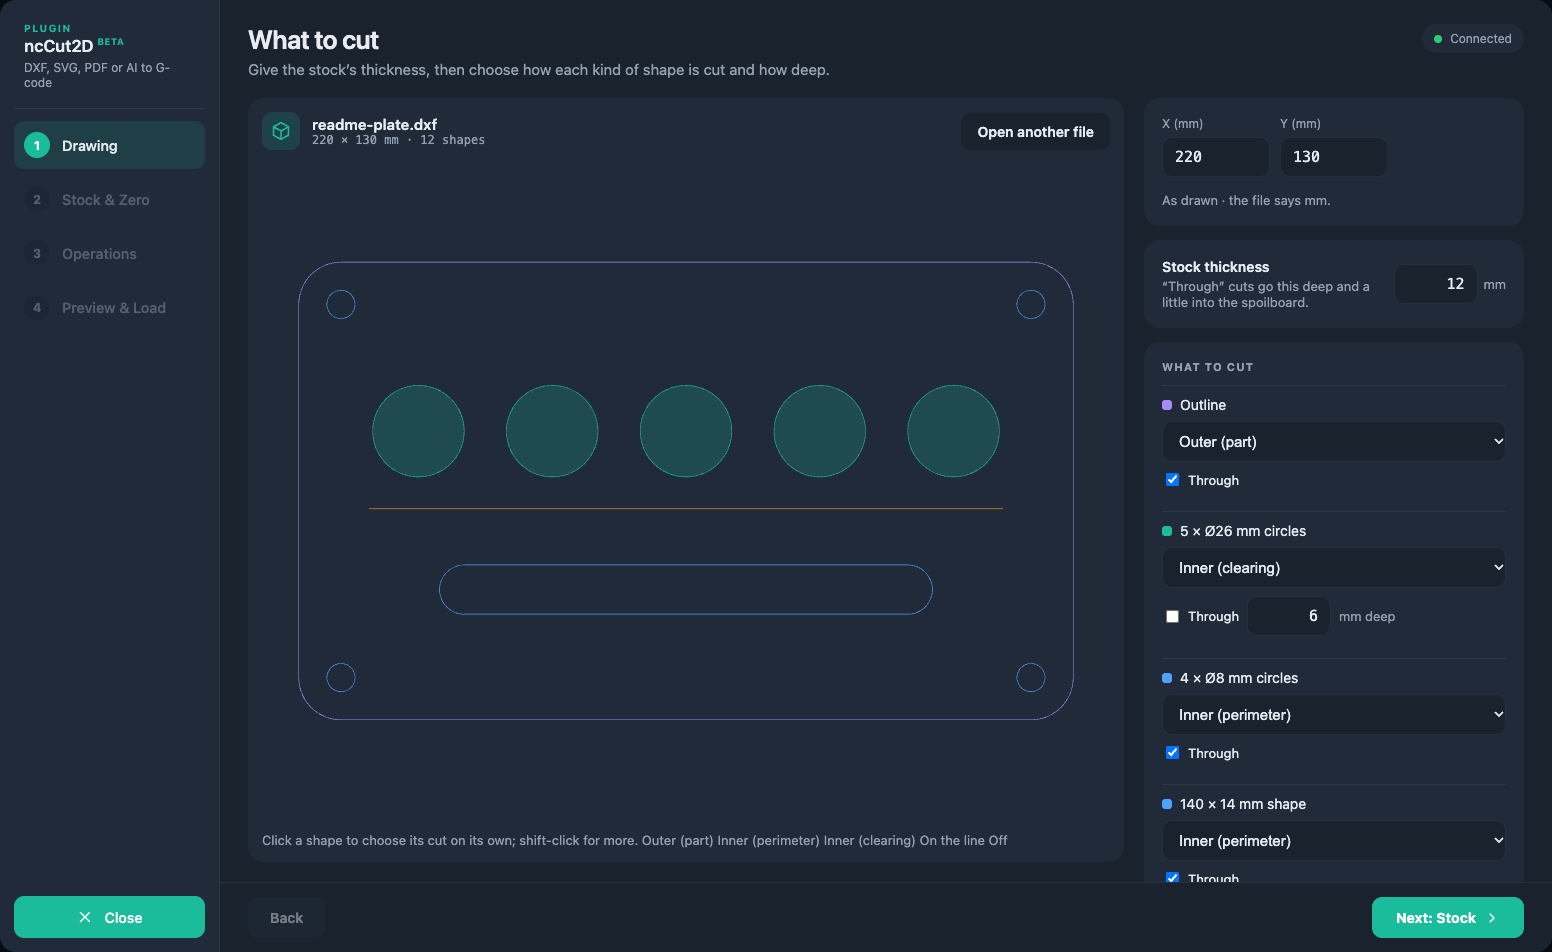 PLUGIN
ncCut2D BETA
DXF, SVG, PDF or AI to G-
code
1 Drawing
2 Stock & Zero
3 Operations
4 Preview & Load
Close
What to cut
Give the stock’s thickness, then choose how each kind of shape is cut and how deep.
Connected
readme-plate.dxf
220 × 130 mm · 12 shapes
Open another file
Click a shape to choose its cut on its own; shift-click for more. Outer (part) Inner (perimeter) Inner (clearing) On the line Off
X (mm) Y (mm)
220 130
As drawn · the file says mm.
Stock thickness
“Through” cuts go this deep and a
little into the spoilboard.
12 mm
WHAT TO CUT
Outline
Outer (part)
Through
5 × Ø26 mm circles
Inner (clearing)
Through 6 mm deep
4 × Ø8 mm circles
Inner (perimeter)
Through
140 × 14 mm shape
Inner (perimeter)
Through
Back
Next: Stock